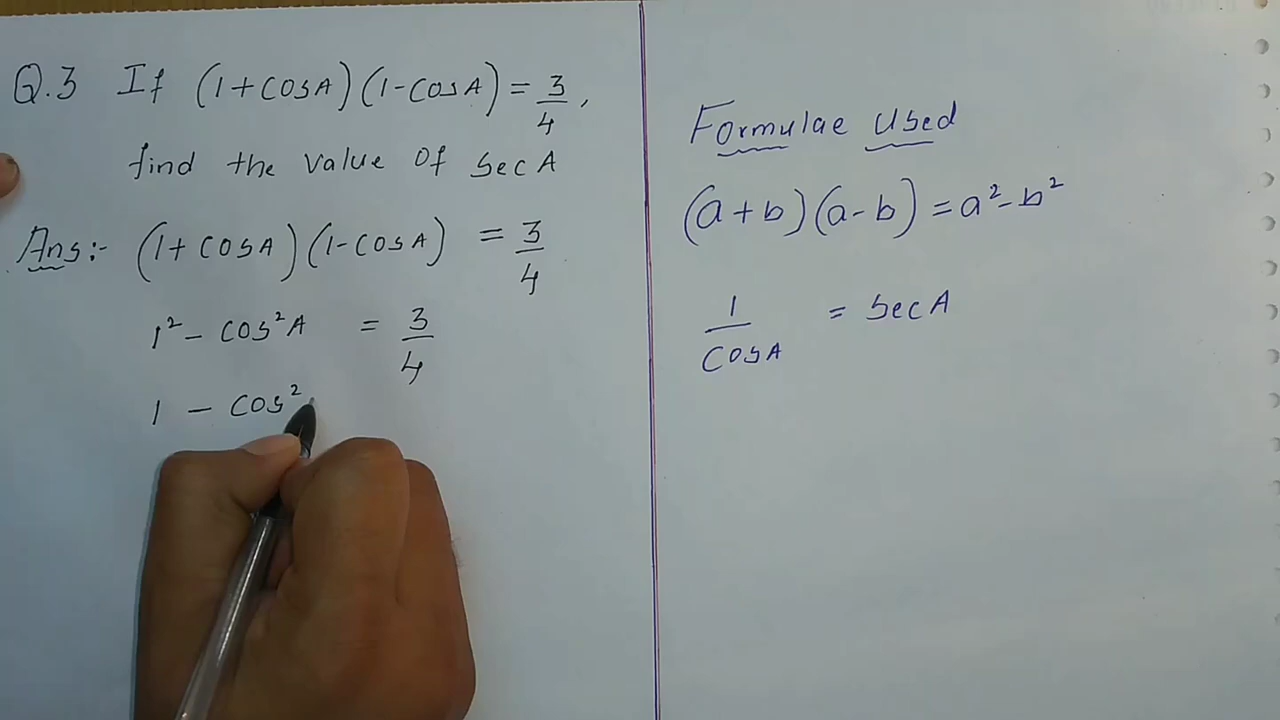 Q.3 If (1+cosA)(1-cosA) = 3/4,
find the value of secA
Ans:- (1+cosA)(1-cosA) = 3/4
1² - cos²A = 3/4
1 - cos²
Formulae Used
(a+b)(a-b) = a²-b²
1/cosA = secA